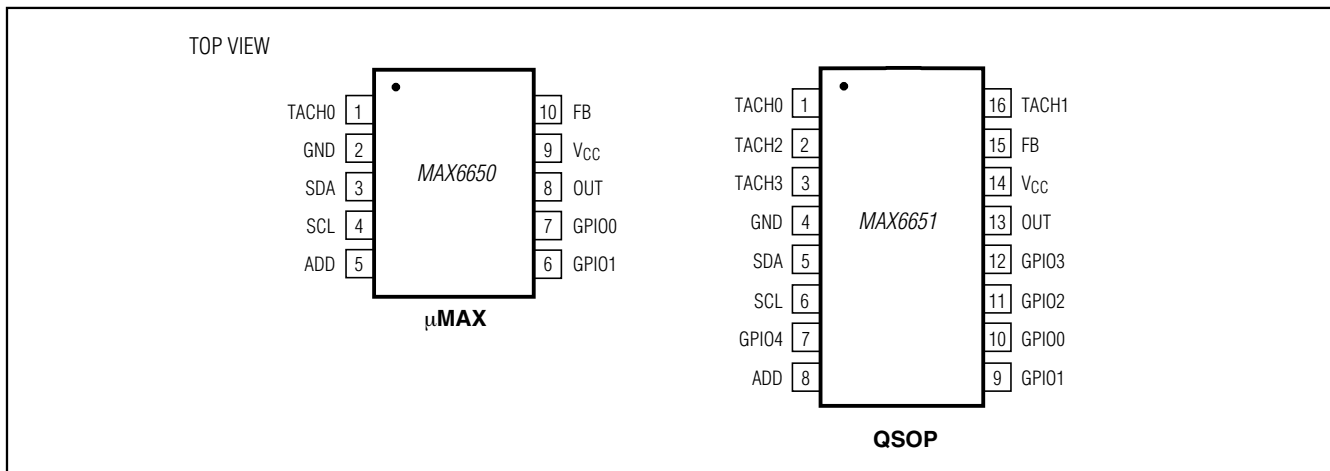 TOP VIEW
TACH0 1
GND 2
SDA 3
SCL 4
ADD 5
MAX6650
10 FB
9 VCC
8 OUT
7 GPIO0
6 GPIO1
μMAX
TACH0 1
TACH2 2
TACH3 3
GND 4
SDA 5
SCL 6
GPIO4 7
ADD 8
MAX6651
16 TACH1
15 FB
14 VCC
13 OUT
12 GPIO3
11 GPIO2
10 GPIO0
9 GPIO1
QSOP